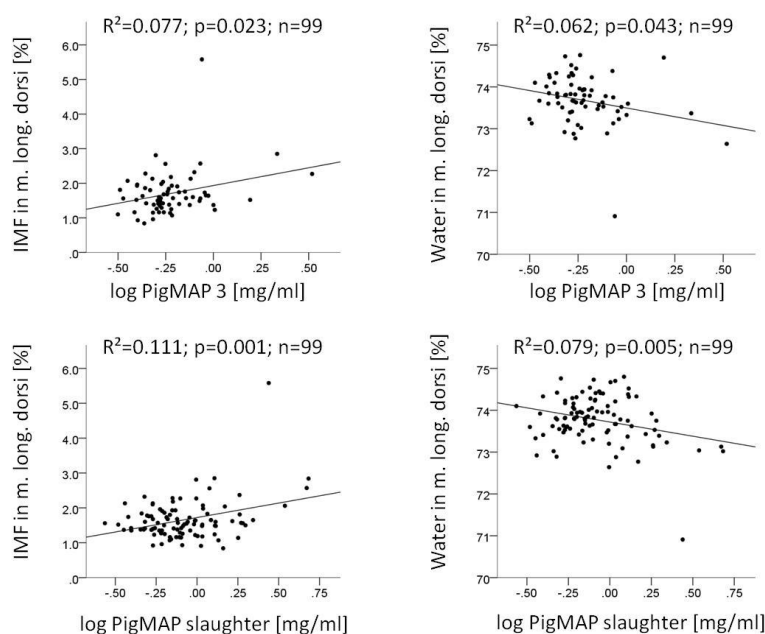 R²=0.077; p=0.023; n=99
IMF in m. long. dorsi [%]
6.0
5.0
4.0
3.0
2.0
1.0
.0
-.50 -.25 .00 .25 .50
log PigMAP 3 [mg/ml]
R²=0.062; p=0.043; n=99
Water in m. long. dorsi [%]
75
74
73
72
71
70
-.50 -.25 .00 .25 .50
log PigMAP 3 [mg/ml]
R²=0.111; p=0.001; n=99
IMF in m. long. dorsi [%]
6.0
5.0
4.0
3.0
2.0
1.0
.0
-.50 -.25 .00 .25 .50 .75
log PigMAP slaughter [mg/ml]
R²=0.079; p=0.005; n=99
Water in m. long. dorsi [%]
75
74
73
72
71
70
-.50 -.25 .00 .25 .50 .75
log PigMAP slaughter [mg/ml]